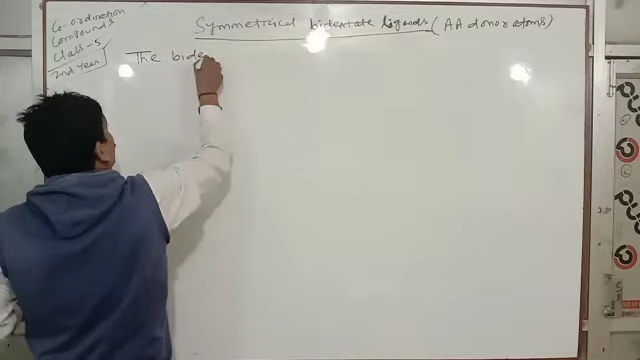 Co-ordination
Compounds
Class-5
2nd Year
Symmetrical bidentate ligands (AA donor atoms)
The bide